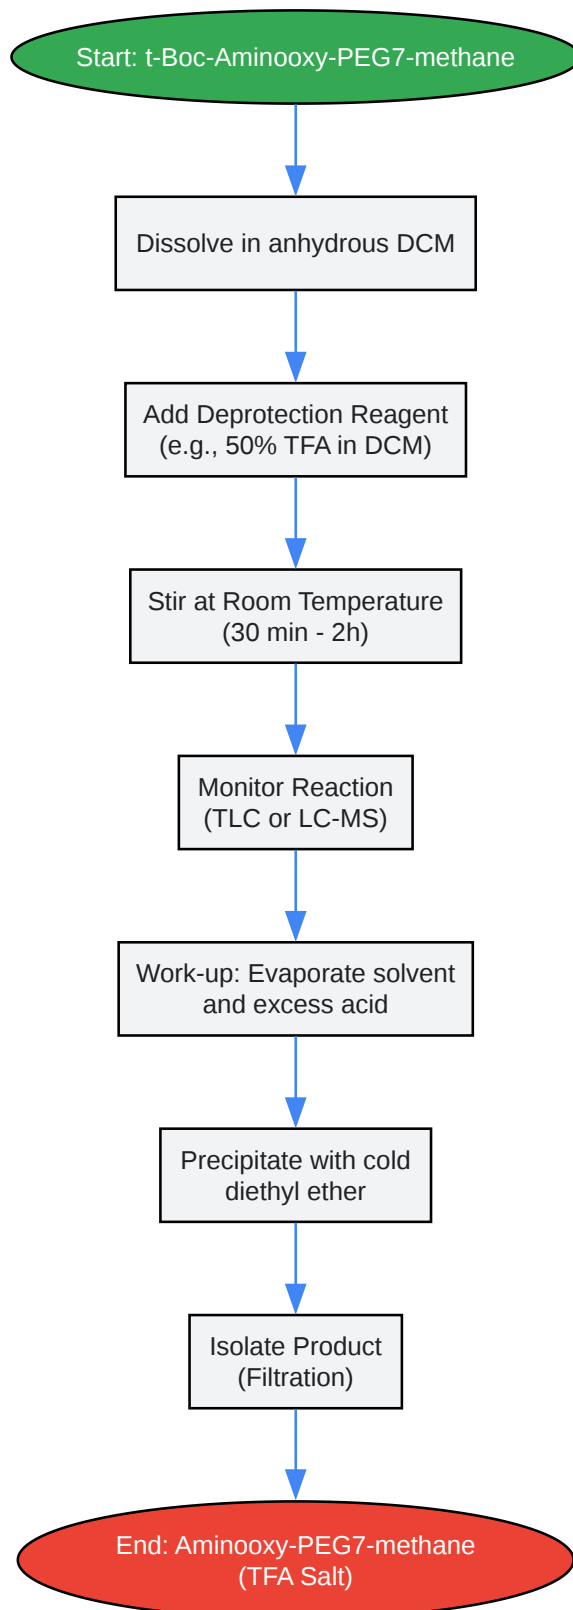 Start: t-Boc-Aminooxy-PEG7-methane
Dissolve in anhydrous DCM
Add Deprotection Reagent
(e.g., 50% TFA in DCM)
Stir at Room Temperature
(30 min - 2h)
Monitor Reaction
(TLC or LC-MS)
Work-up: Evaporate solvent
and excess acid
Precipitate with cold
diethyl ether
Isolate Product
(Filtration)
End: Aminooxy-PEG7-methane
(TFA Salt)